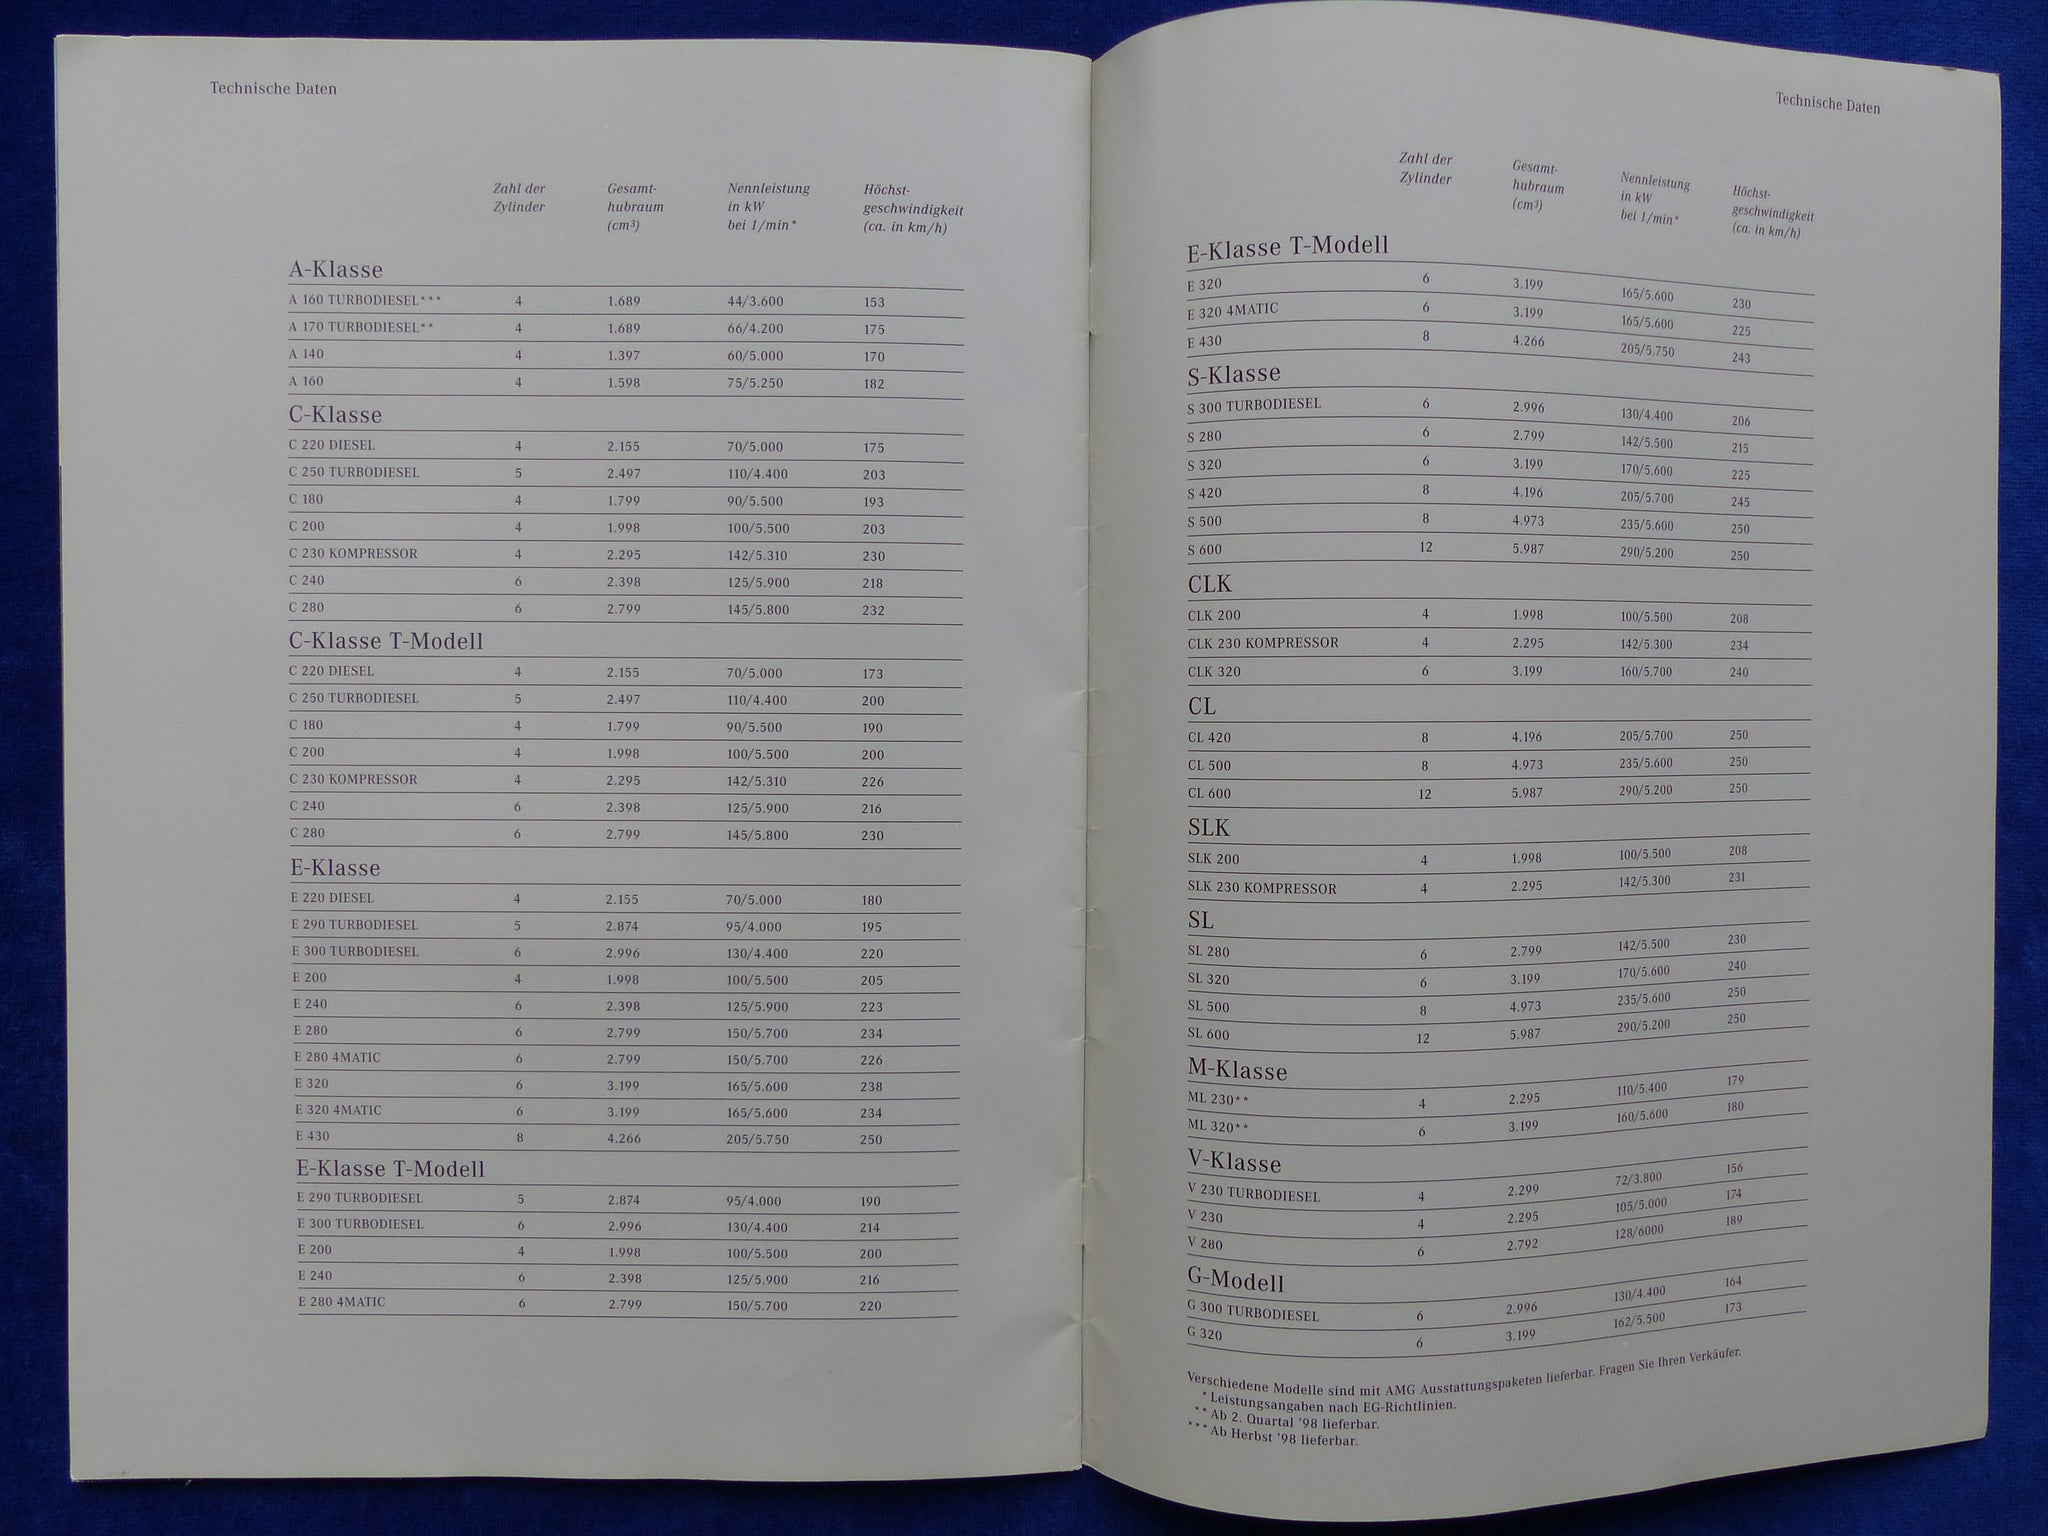 Technische Daten
Zahl der Zylinder Gesamt-hubraum (cm³) Nennleistung in kW bei 1/min* Höchst-geschwindigkeit (ca. in km/h)
A-Klasse
A 160 TURBODIESEL*** 4 1.689 44/3.600 153
A 170 TURBODIESEL** 4 1.689 66/4.200 175
A 140 4 1.397 60/5.000 170
A 160 4 1.598 75/5.250 182
C-Klasse
C 220 DIESEL 4 2.155 70/5.000 175
C 250 TURBODIESEL 5 2.497 110/4.400 203
C 180 4 1.799 90/5.500 193
C 200 4 1.998 100/5.500 203
C 230 KOMPRESSOR 4 2.295 142/5.310 230
C 240 6 2.398 125/5.900 218
C 280 6 2.799 145/5.800 232
C-Klasse T-Modell
C 220 DIESEL 4 2.155 70/5.000 173
C 250 TURBODIESEL 5 2.497 110/4.400 200
C 180 4 1.799 90/5.500 190
C 200 4 1.998 100/5.500 200
C 230 KOMPRESSOR 4 2.295 142/5.310 226
C 240 6 2.398 125/5.900 216
C 280 6 2.799 145/5.800 230
E-Klasse
E 220 DIESEL 4 2.155 70/5.000 180
E 290 TURBODIESEL 5 2.874 95/4.000 195
E 300 TURBODIESEL 6 2.996 130/4.400 220
E 200 4 1.998 100/5.500 205
E 240 6 2.398 125/5.900 223
E 280 6 2.799 150/5.700 234
E 280 4MATIC 6 2.799 150/5.700 226
E 320 6 3.199 165/5.600 238
E 320 4MATIC 6 3.199 165/5.600 234
E 430 8 4.266 205/5.750 250
E-Klasse T-Modell
E 290 TURBODIESEL 5 2.874 95/4.000 190
E 300 TURBODIESEL 6 2.996 130/4.400 214
E 200 4 1.998 100/5.500 200
E 240 6 2.398 125/5.900 216
E 280 4MATIC 6 2.799 150/5.700 220
Technische Daten
Zahl der Zylinder Gesamt-hubraum (cm³) Nennleistung in kW bei 1/min* Höchst-geschwindigkeit (ca. in km/h)
E-Klasse T-Modell
E 320 6 3.199 165/5.600 230
E 320 4MATIC 6 3.199 165/5.600 225
E 430 8 4.266 205/5.750 243
S-Klasse
S 300 TURBODIESEL 6 2.996 130/4.400 206
S 280 6 2.799 142/5.500 215
S 320 6 3.199 170/5.600 225
S 420 8 4.196 205/5.700 245
S 500 8 4.973 235/5.600 250
S 600 12 5.987 290/5.200 250
CLK
CLK 200 4 1.998 100/5.500 208
CLK 230 KOMPRESSOR 4 2.295 142/5.300 234
CLK 320 6 3.199 160/5.700 240
CL
CL 420 8 4.196 205/5.700 250
CL 500 8 4.973 235/5.600 250
CL 600 12 5.987 290/5.200 250
SLK
SLK 200 4 1.998 100/5.500 208
SLK 230 KOMPRESSOR 4 2.295 142/5.300 231
SL
SL 280 6 2.799 142/5.500 230
SL 320 6 3.199 170/5.600 240
SL 500 8 4.973 235/5.600 250
SL 600 12 5.987 290/5.200 250
M-Klasse
ML 230** 4 2.295 110/5.400 179
ML 320** 6 3.199 160/5.600 180
V-Klasse
V 230 TURBODIESEL 4 2.299 72/3.800 156
V 230 4 2.295 105/5.000 174
V 280 6 2.792 128/6000 189
G-Modell
G 300 TURBODIESEL 6 2.996 130/4.400 164
G 320 6 3.199 162/5.500 173
Verschiedene Modelle sind mit AMG Ausstattungspaketen lieferbar. Fragen Sie Ihren Verkäufer.
* Leistungsangaben nach EG-Richtlinien.
** Ab 2. Quartal '98 lieferbar.
*** Ab Herbst '98 lieferbar.